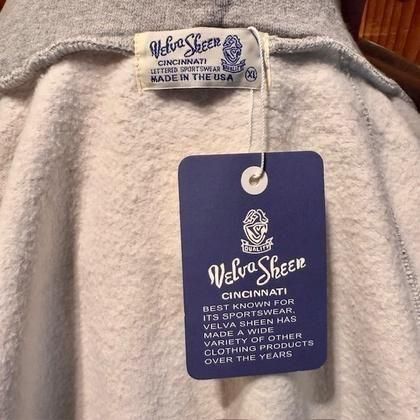 Velva Sheen
CINCINNATI
LETTERED SPORTSWEAR
MADE IN THE USA
QUALITY
XL
QUALITY
Velva Sheen
CINCINNATI
BEST KNOWN FOR
ITS SPORTSWEAR,
VELVA SHEEN HAS
MADE A WIDE
VARIETY OF OTHER
CLOTHING PRODUCTS
OVER THE YEARS